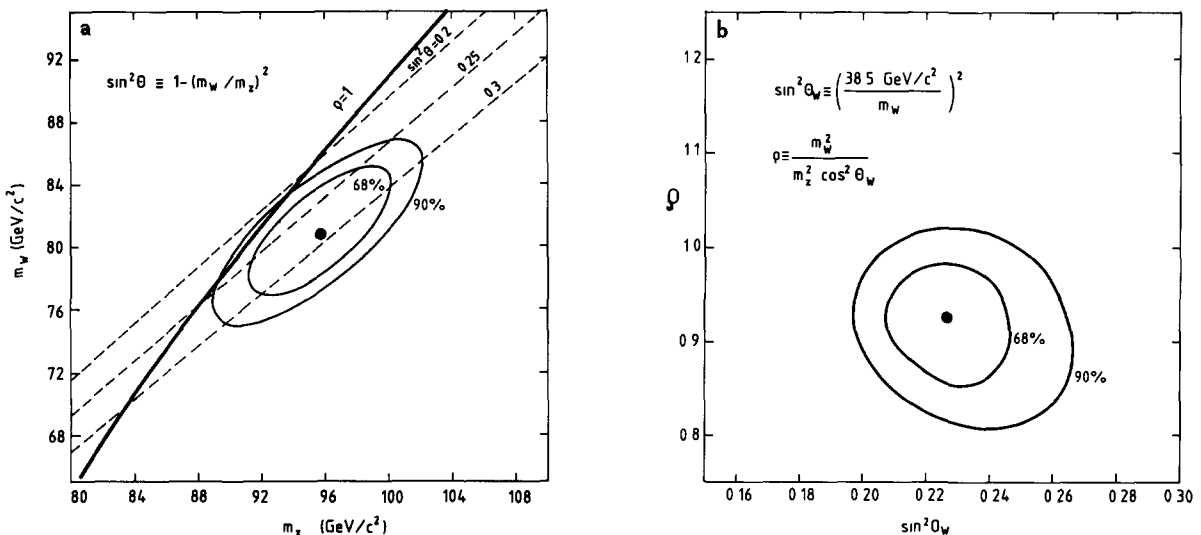 a
sin²θ ≡ 1-(m_w/m_z)²
ρ=1
sin²θ=0.2
0.25
0.3
68%
90%
92
88
84
80
76
72
68
m_w (GeV/c²)
80 84 88 92 96 100 104 108
m_z (GeV/c²)
b
sin²θ_w ≡ (38 5 GeV/c² / m_w)²
ρ ≡ m_w² / m_z² cos²θ_w
68%
90%
1 2
1 1
1 0
0 9
0 8
ρ
0 16 0 18 0 20 0 22 0 24 0 26 0 28 0 30
sin²θ_w